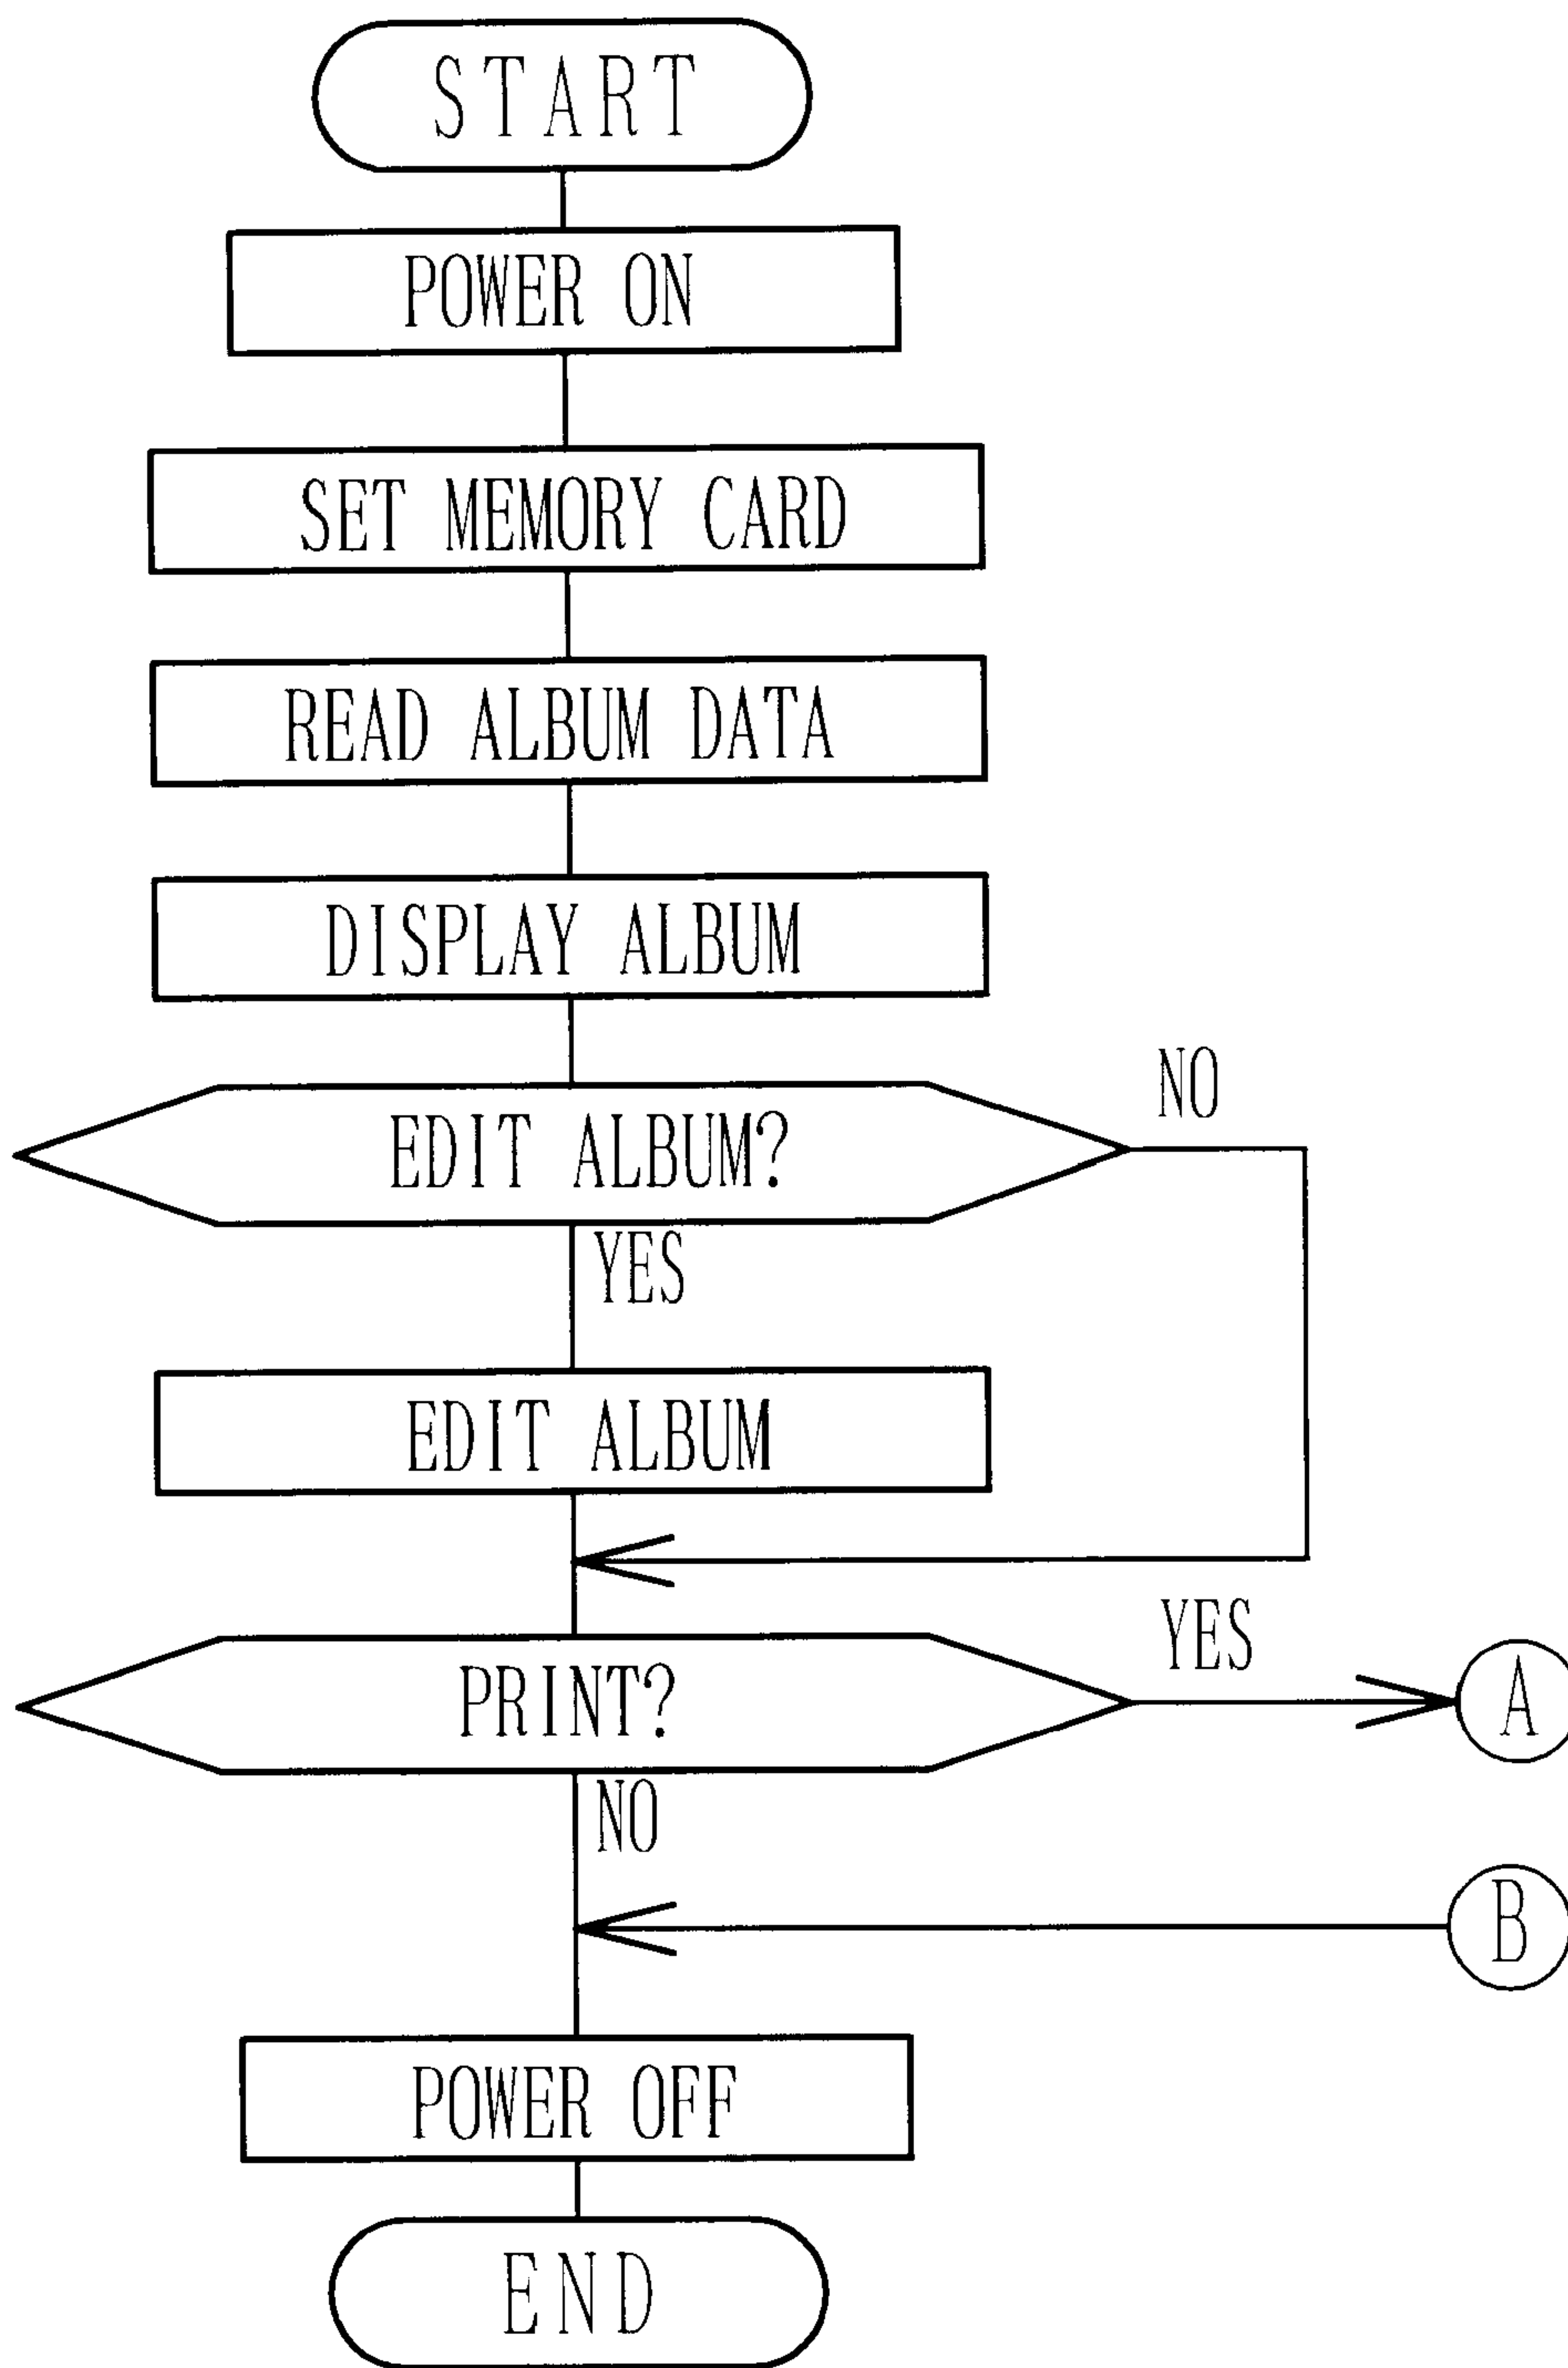 START
POWER ON
SET MEMORY CARD
READ ALBUM DATA
DISPLAY ALBUM
EDIT ALBUM?
NO
YES
EDIT ALBUM
PRINT?
YES
A
NO
B
POWER OFF
END